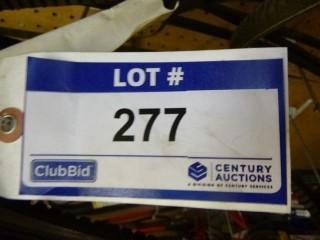 LOT #
277
ClubBid
CENTURY
AUCTIONS
A DIVISION OF CENTURY SERVICES